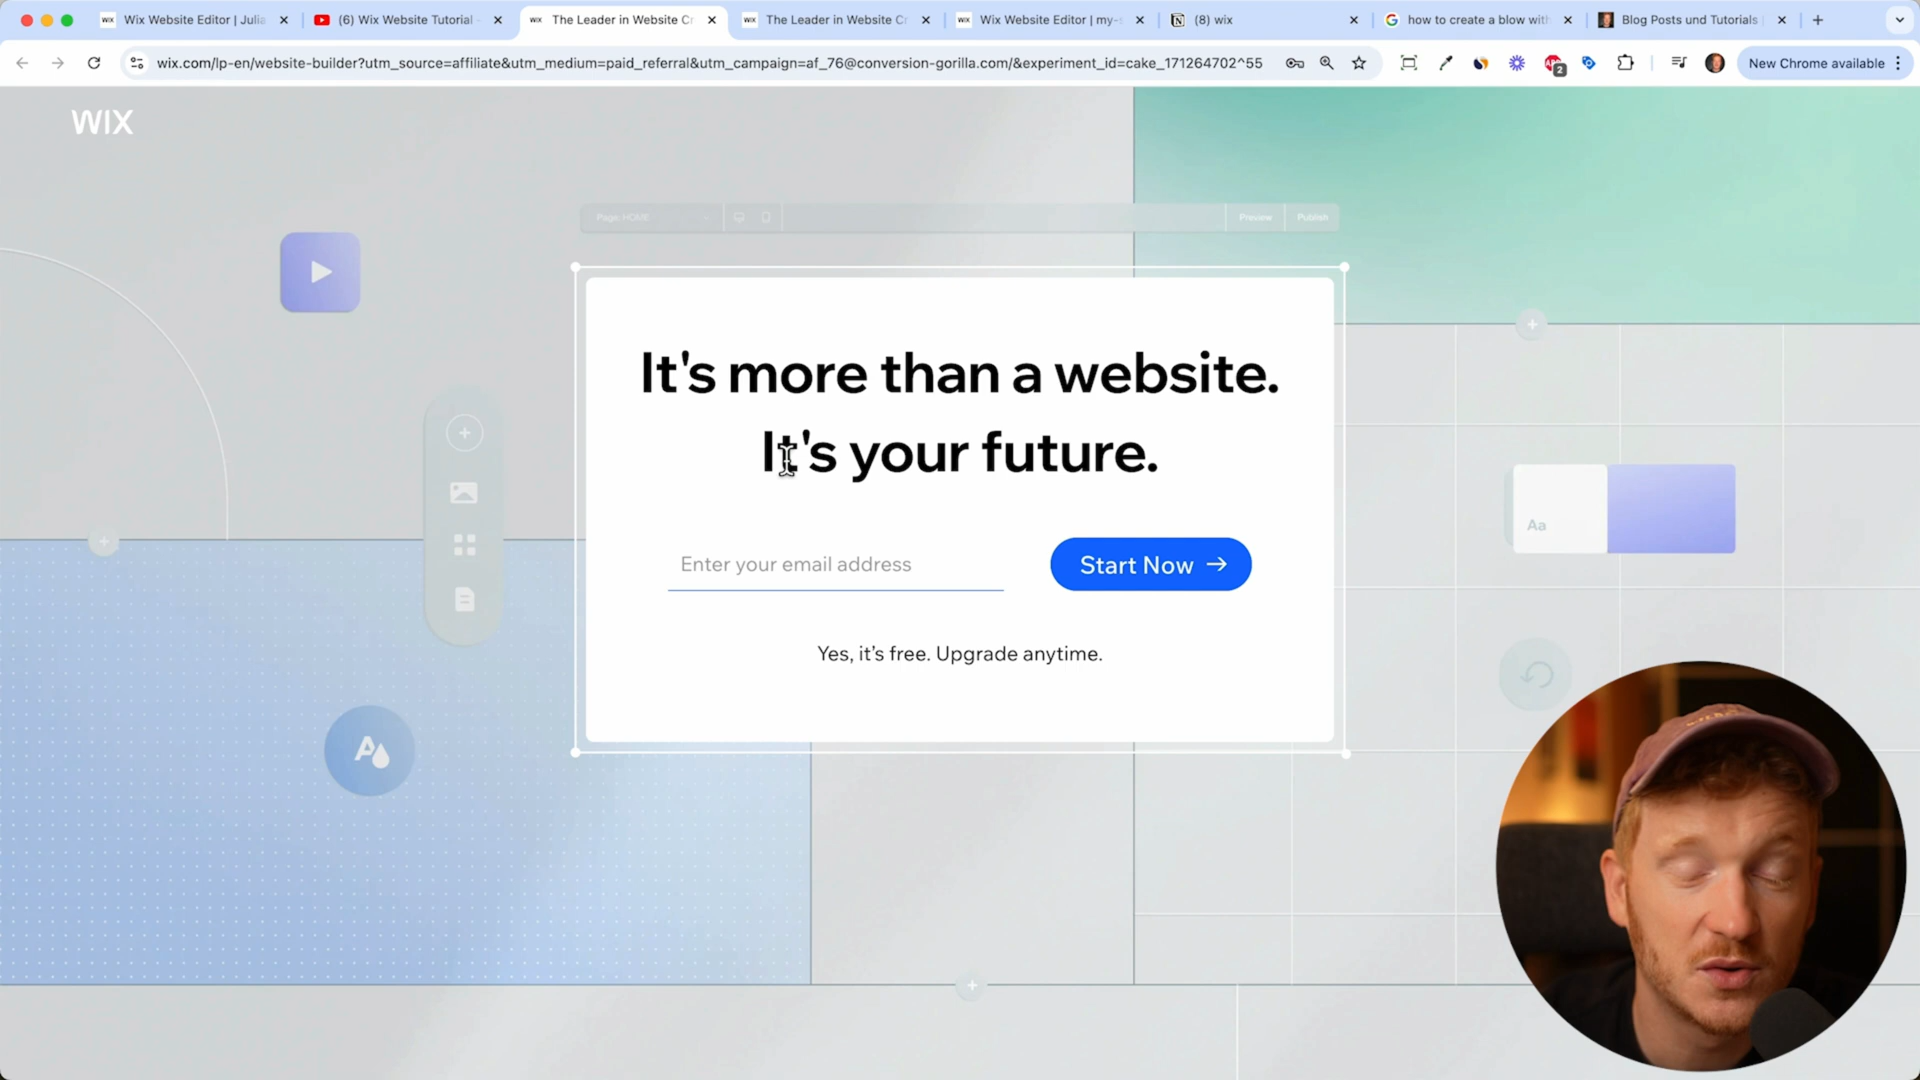 Wix Website Editor | Julia
(6) Wix Website Tutorial -
The Leader in Website Cr
The Leader in Website Cr
Wix Website Editor | my-s
(8) wix
how to create a blow with
Blog Posts und Tutorials
wix.com/lp-en/website-builder?utm_source=affiliate&utm_medium=paid_referral&utm_campaign=af_76@conversion-gorilla.com/&experiment_id=cake_171264702^55
2
New Chrome available
WIX
Page: HOME
Preview
Publish
It's more than a website.
It's your future.
Aa
Enter your email address
Start Now →
Yes, it's free. Upgrade anytime.
A